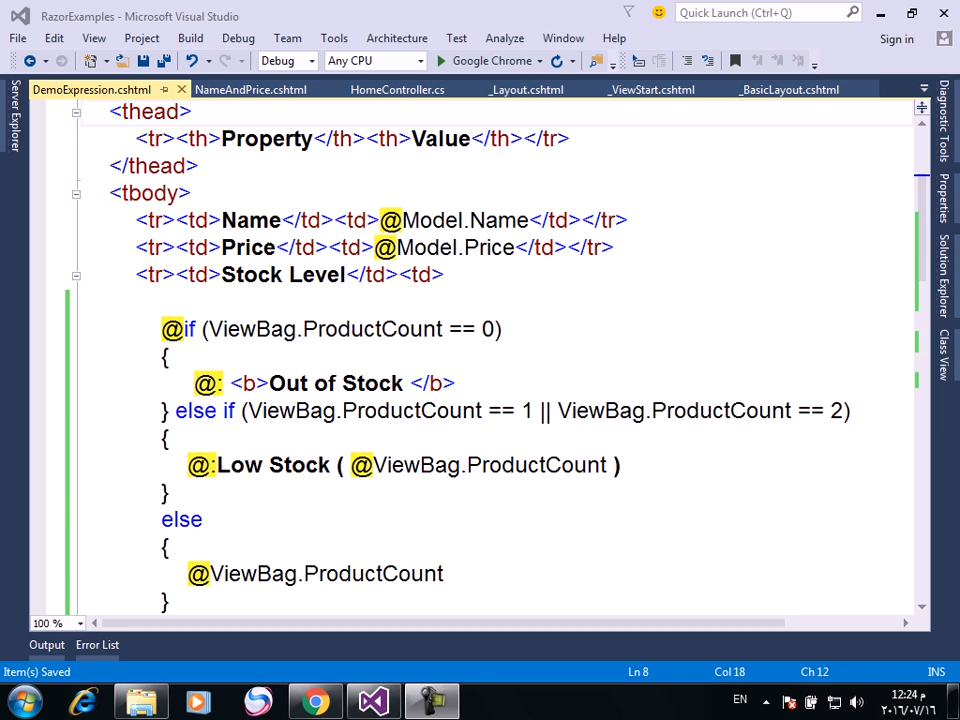 RazorExamples - Microsoft Visual Studio
Quick Launch (Ctrl+Q)
File Edit View Project Build Debug Team Tools Architecture Test Analyze Window Help Sign in
Debug Any CPU Google Chrome
DemoExpression.cshtml NameAndPrice.cshtml HomeController.cs _Layout.cshtml _ViewStart.cshtml _BasicLayout.cshtml
Server Explorer
Diagnostic Tools
Properties
Solution Explorer
Class View
<thead>
<tr><th>Property</th><th>Value</th></tr>
</thead>
<tbody>
<tr><td>Name</td><td>@Model.Name</td></tr>
<tr><td>Price</td><td>@Model.Price</td></tr>
<tr><td>Stock Level</td><td>
@if (ViewBag.ProductCount == 0)
{
@: <b>Out of Stock </b>
} else if (ViewBag.ProductCount == 1 || ViewBag.ProductCount == 2)
{
@:Low Stock ( @ViewBag.ProductCount )
}
else
{
@ViewBag.ProductCount
}
100 %
Output Error List
Item(s) Saved Ln 8 Col 18 Ch 12 INS
EN
12:24 م
٢٠١٦/٠٧/١٦